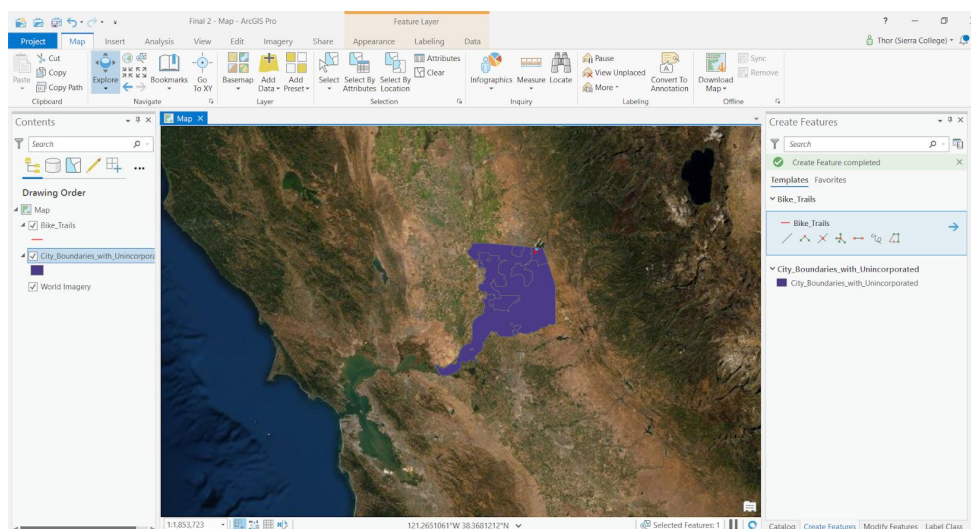 Final 2 - Map - ArcGIS Pro
Feature Layer
?
Project Map Insert Analysis View Edit Imagery Share Appearance Labeling Data
Thor (Sierra College)
Paste
Cut
Copy
Copy Path
Clipboard
Explore
Bookmarks
Go To XY
Navigate
Basemap
Add Data
Add Preset
Layer
Select
Select By Attributes
Select By Location
Attributes
Clear
Selection
Infographics
Measure
Locate
Inquiry
Pause
View Unplaced
More
Convert To Annotation
Labeling
Download Map
Sync
Remove
Offline
Contents
Search
Drawing Order
Map
Bike_Trails
City_Boundaries_with_Unincorpora
World Imagery
Map
1:1,853,723
121.2651061°W 38.3681212°N
Selected Features: 1
Create Features
Search
Create Feature completed
Templates Favorites
Bike_Trails
Bike_Trails
City_Boundaries_with_Unincorporated
City_Boundaries_with_Unincorporated
Catalog Create Features Modify Features Label Class